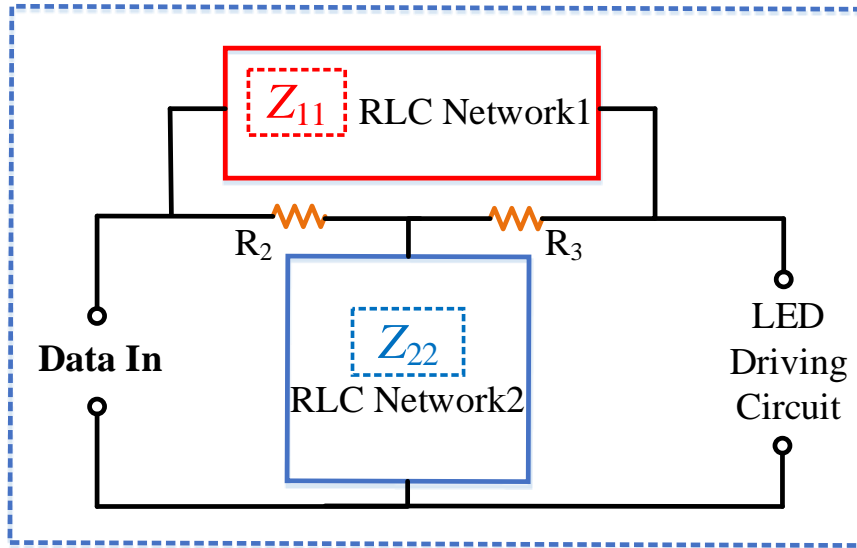 Z11 RLC Network1
R2 R3
Z22
RLC Network2
Data In
LED
Driving
Circuit